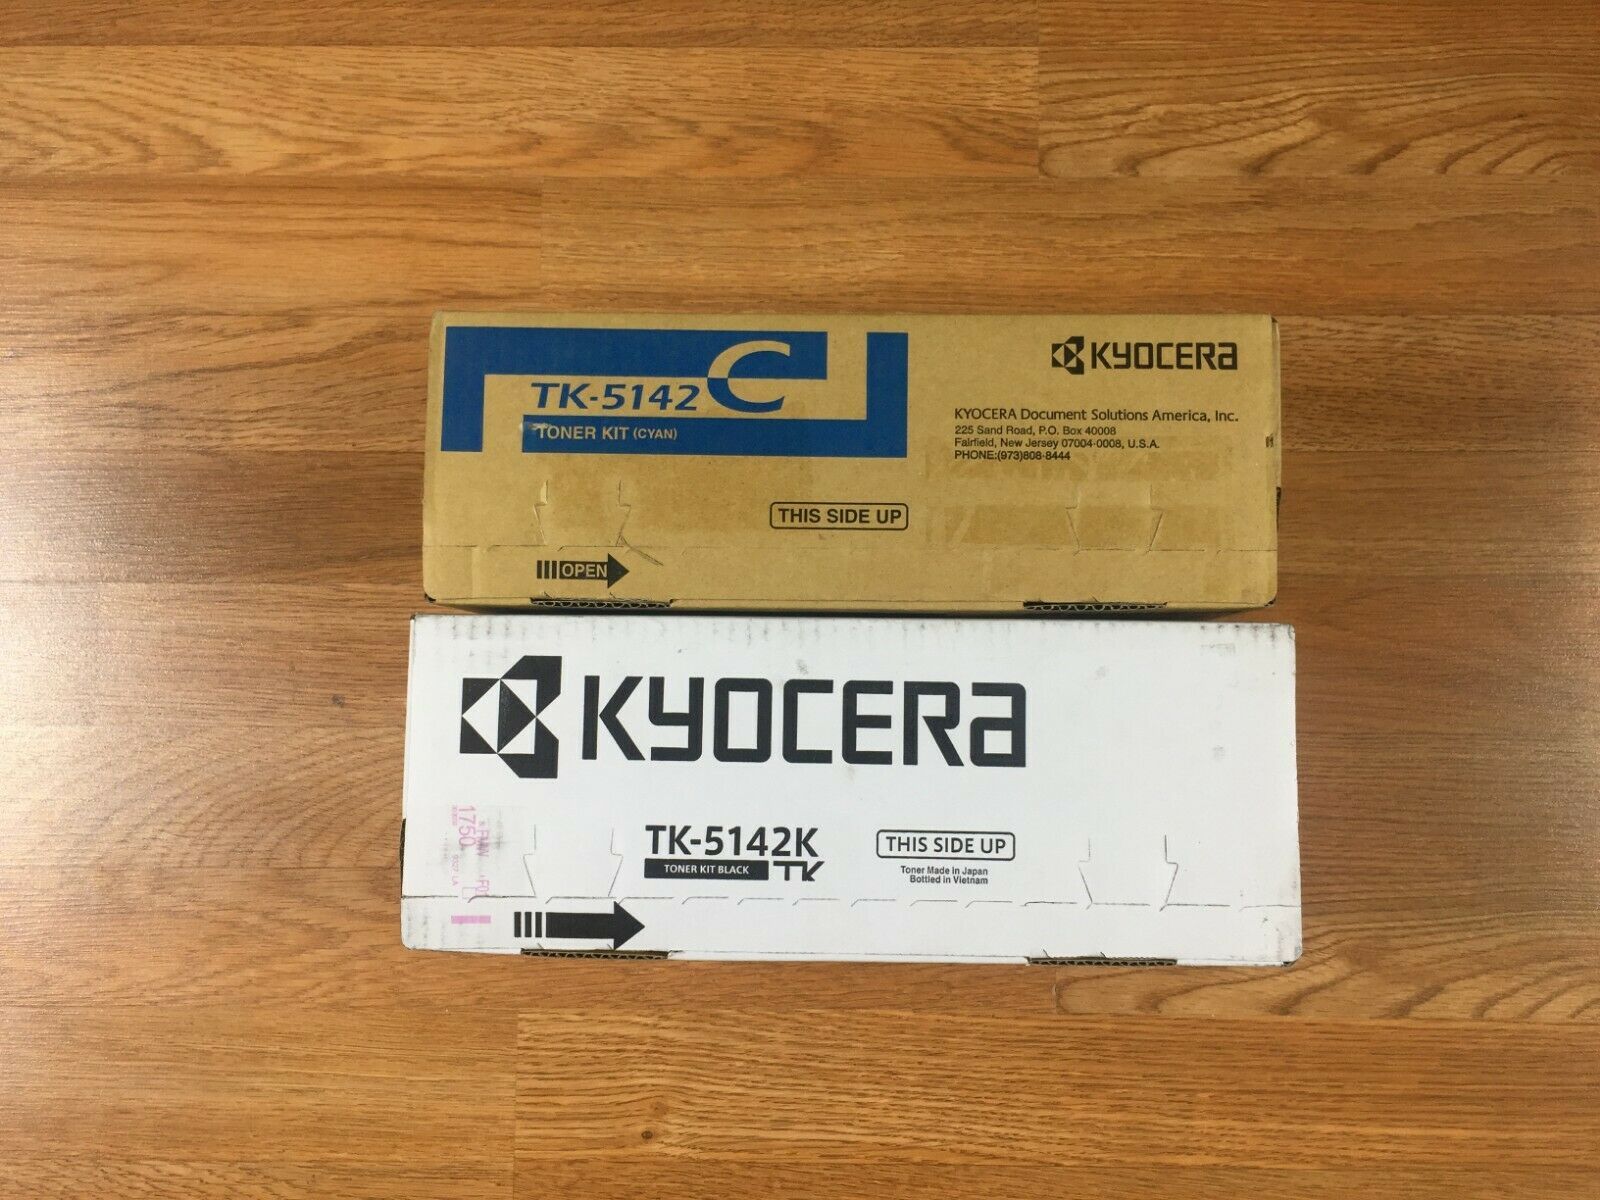 TK-5142 C
TONER KIT (CYAN)
KYOCERA
KYOCERA Document Solutions America, Inc.
225 Sand Road, P.O. Box 40008
Fairfield, New Jersey 07004-0008, U.S.A.
PHONE:(973)808-8444
THIS SIDE UP
OPEN
KYOCERA
TK-5142K
TONER KIT BLACK
TK
THIS SIDE UP
Toner Made in Japan
Bottled in Vietnam
1750